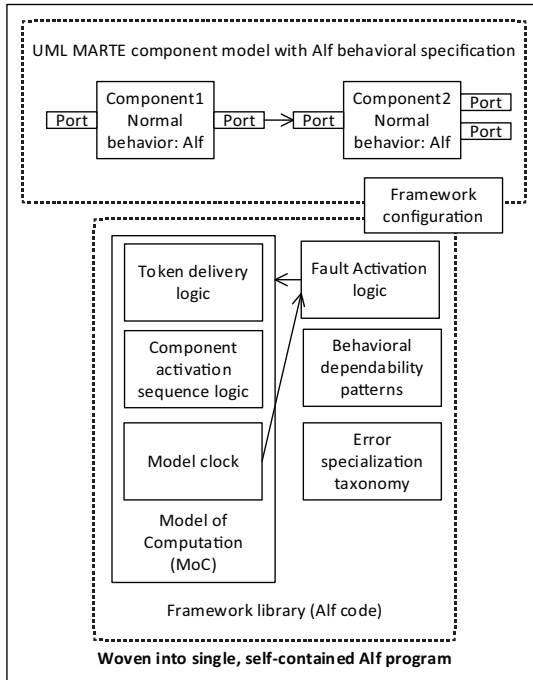 UML MARTE component model with Alf behavioral specification
Port
Component1
Normal
behavior: Alf
Port
Port
Component2
Normal
behavior: Alf
Port
Port
Framework
configuration
Token delivery
logic
Fault Activation
logic
Component
activation
sequence logic
Behavioral
dependability
patterns
Model clock
Error
specialization
taxonomy
Model of
Computation
(MoC)
Framework library (Alf code)
Woven into single, self-contained Alf program